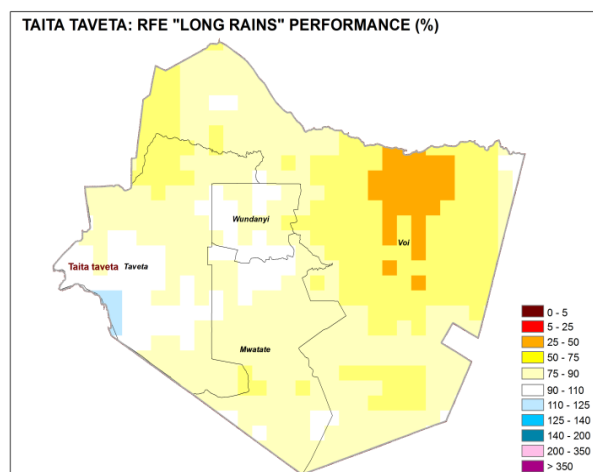 TAITA TAVETA: RFE "LONG RAINS" PERFORMANCE (%)
Wundanyi
Voi
Taita taveta
Taveta
Mwatate
0 - 5
5 - 25
25 - 50
50 - 75
75 - 90
90 - 110
110 - 125
125 - 140
140 - 200
200 - 350
> 350